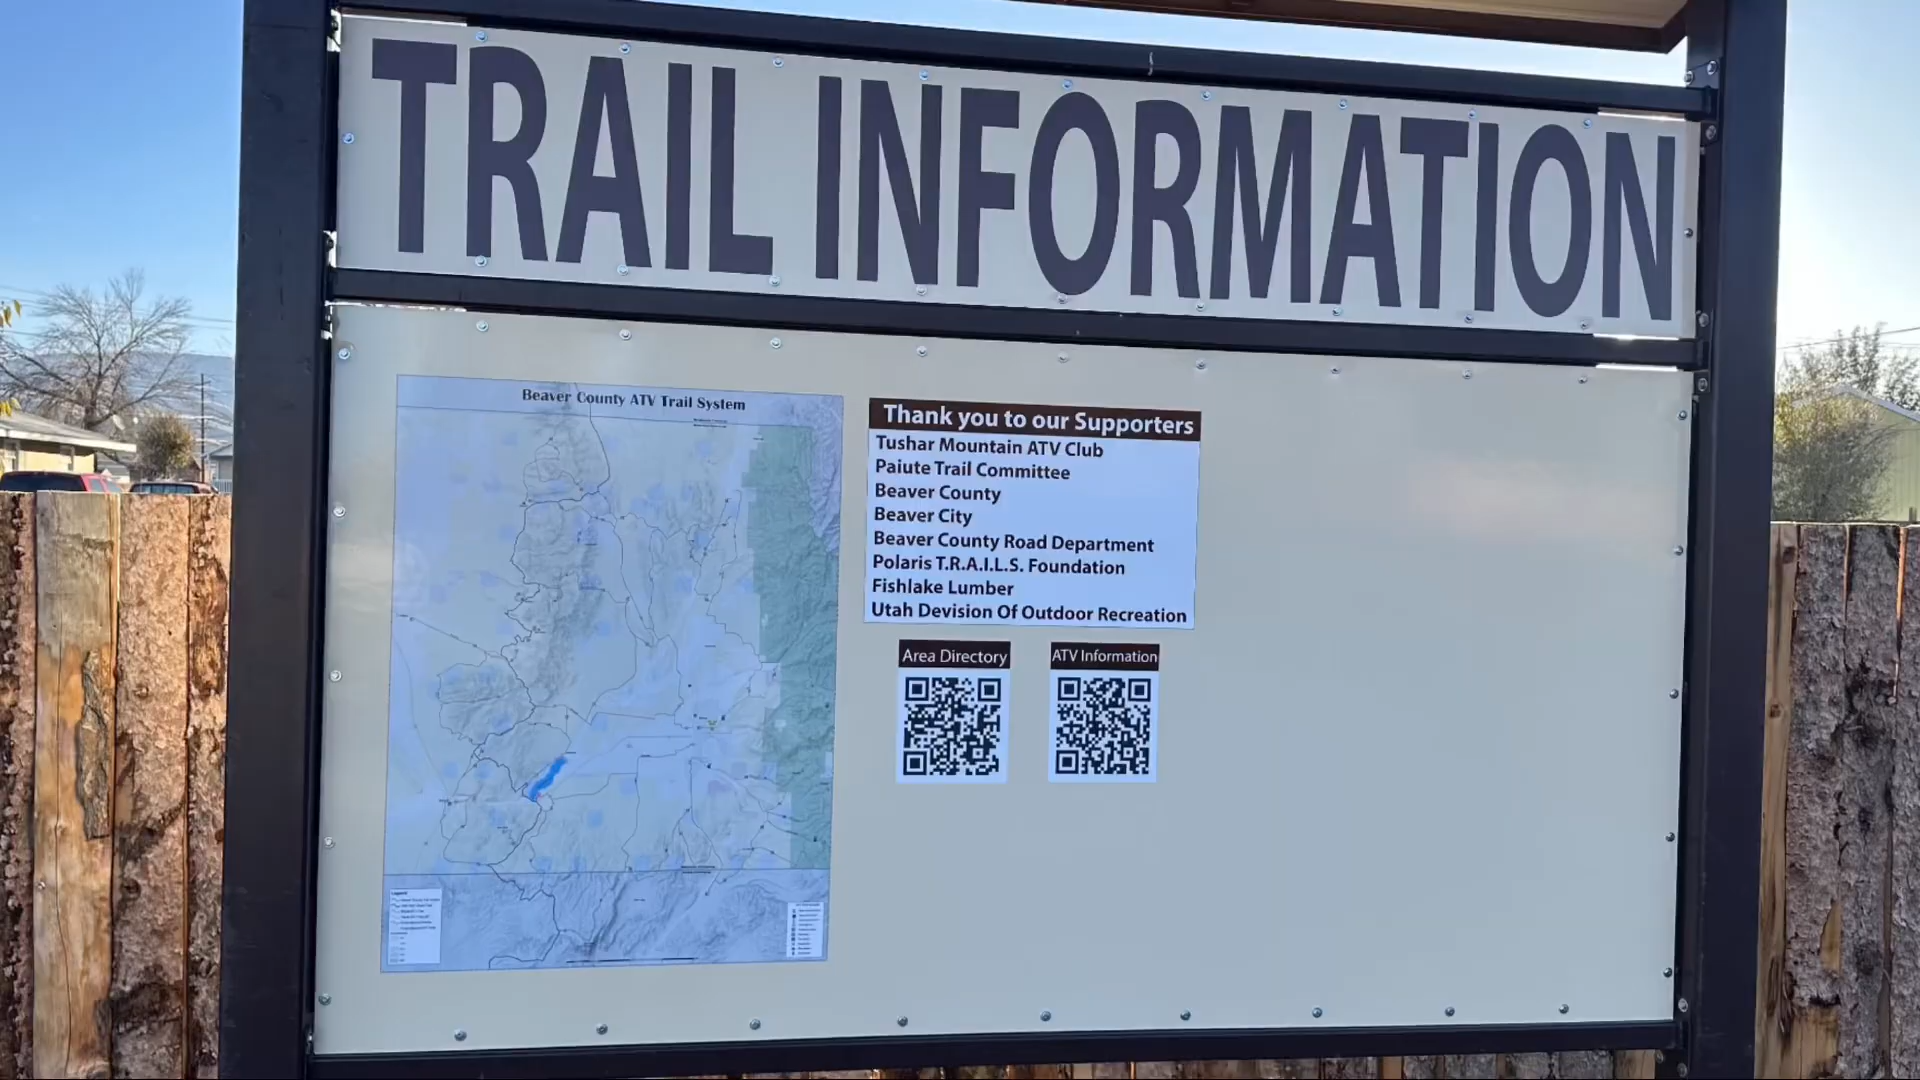 TRAIL INFORMATION
Beaver County ATV Trail System
Thank you to our Supporters
Tushar Mountain ATV Club
Paiute Trail Committee
Beaver County
Beaver City
Beaver County Road Department
Polaris T.R.A.I.L.S. Foundation
Fishlake Lumber
Utah Devision Of Outdoor Recreation
Area Directory
ATV Information
Legend